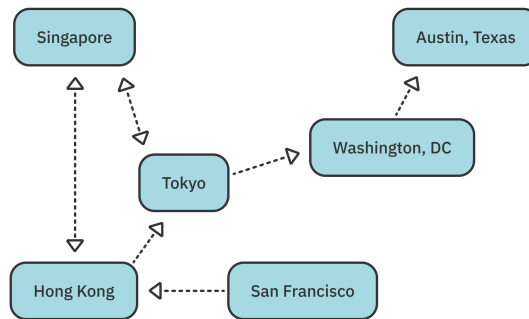 Singapore
Austin, Texas
Washington, DC
Tokyo
Hong Kong
San Francisco